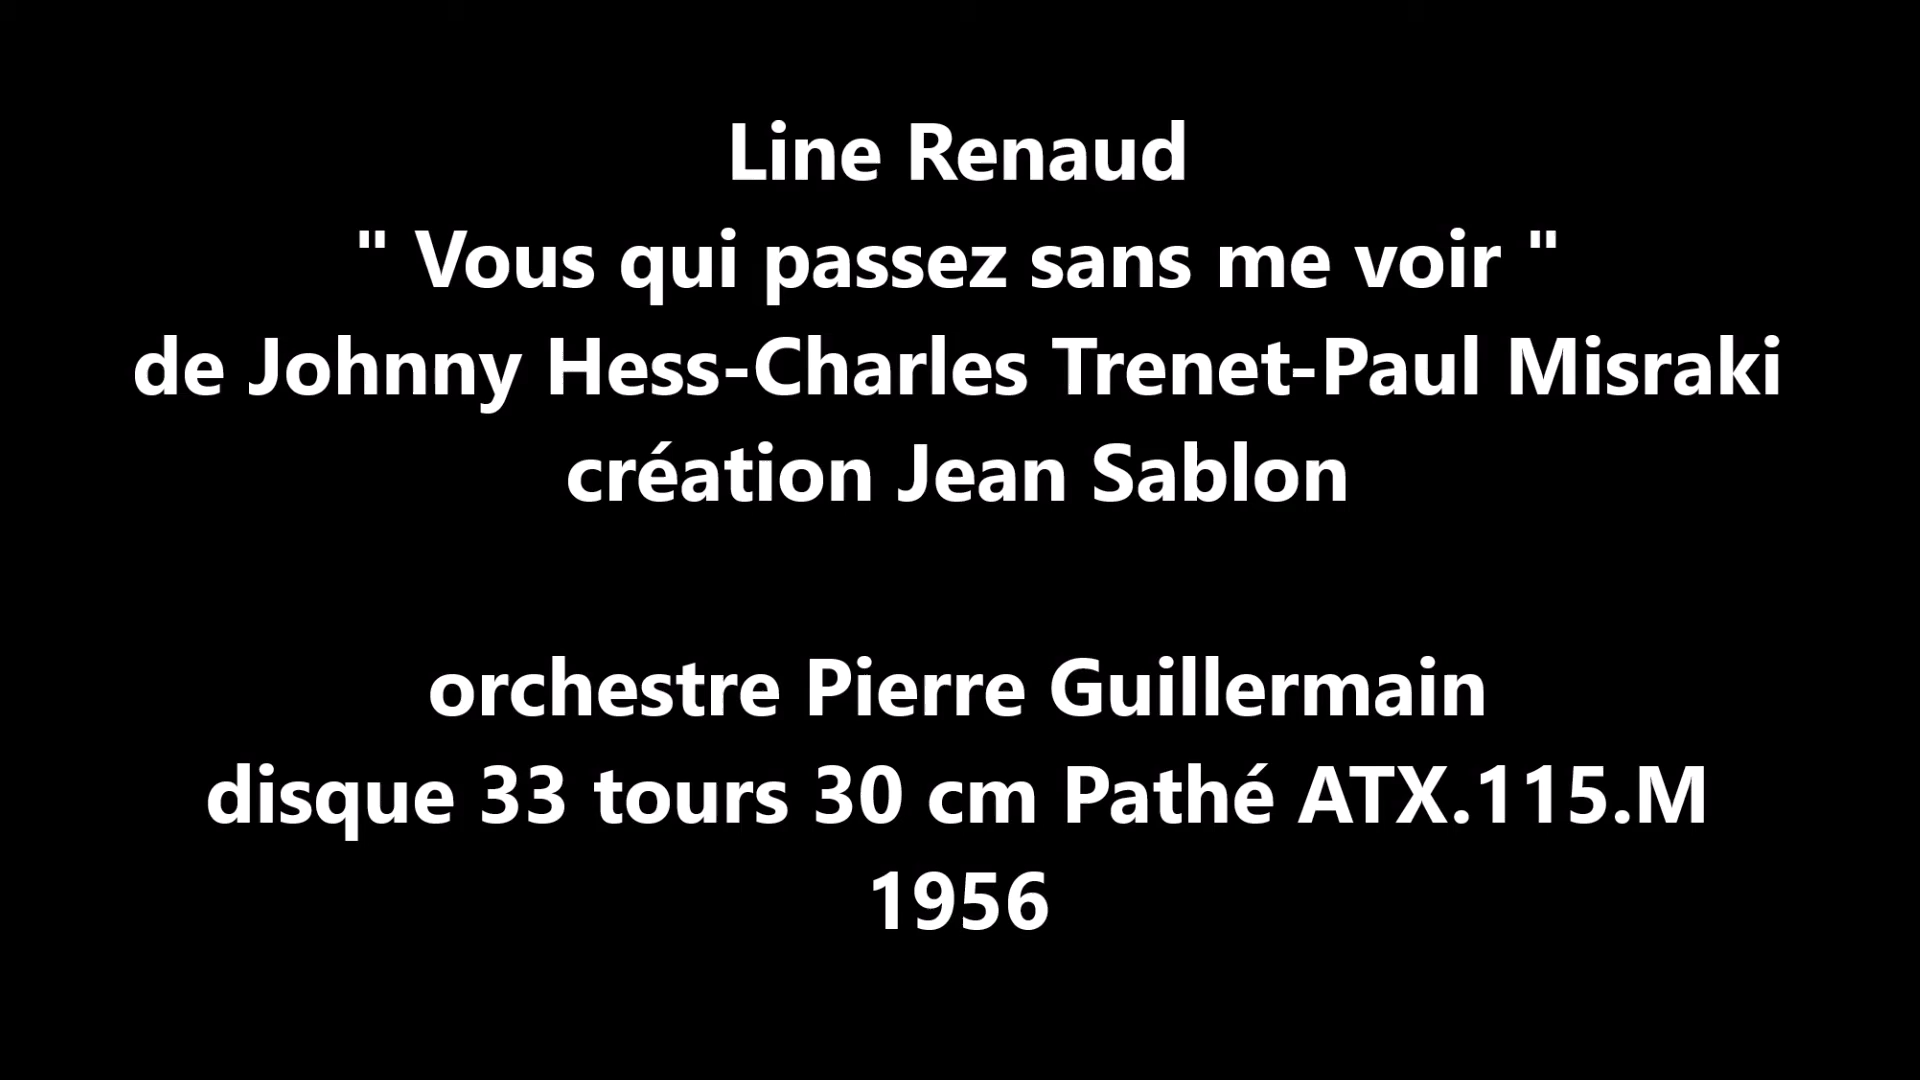 Line Renaud
" Vous qui passez sans me voir "
de Johnny Hess-Charles Trenet-Paul Misraki
création Jean Sablon
orchestre Pierre Guillermain
disque 33 tours 30 cm Pathé ATX.115.M
1956